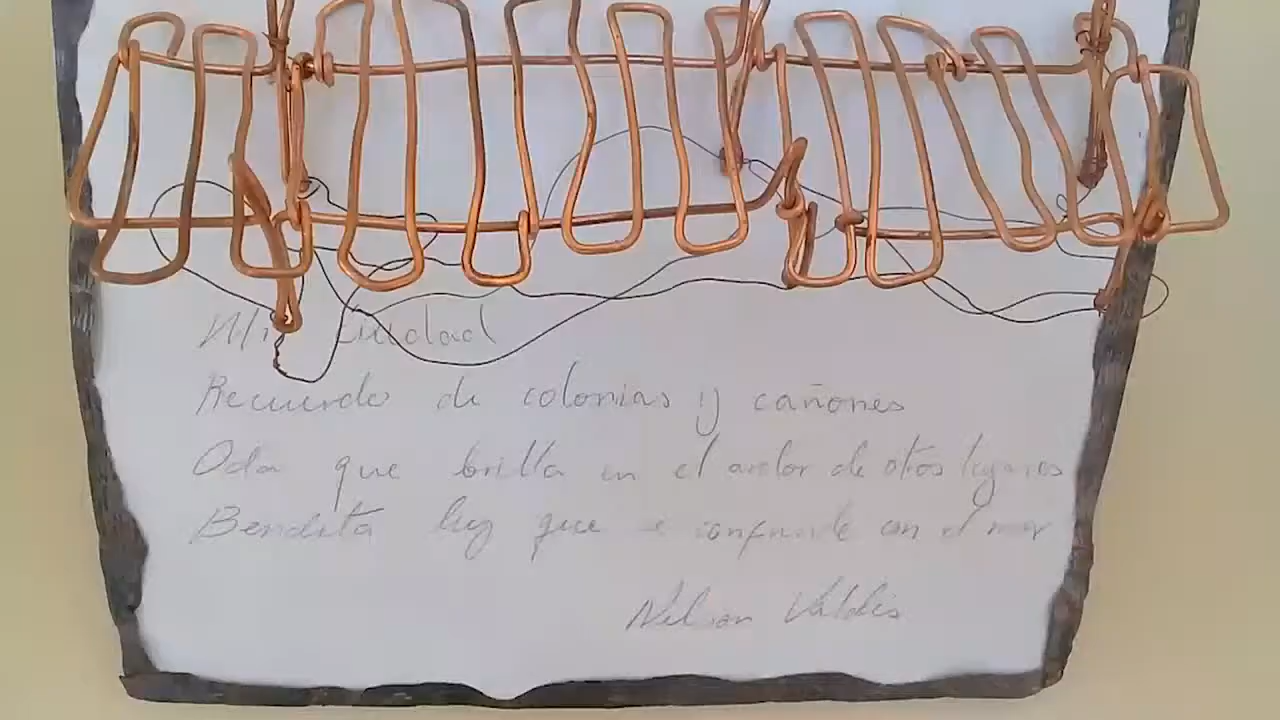 Mi Ciudad
Recuerdo de colonias y cañones
Oda que brilla en el ardor de otros lugares
Bendita luz que se confunde con el mar
Nelson Valdés